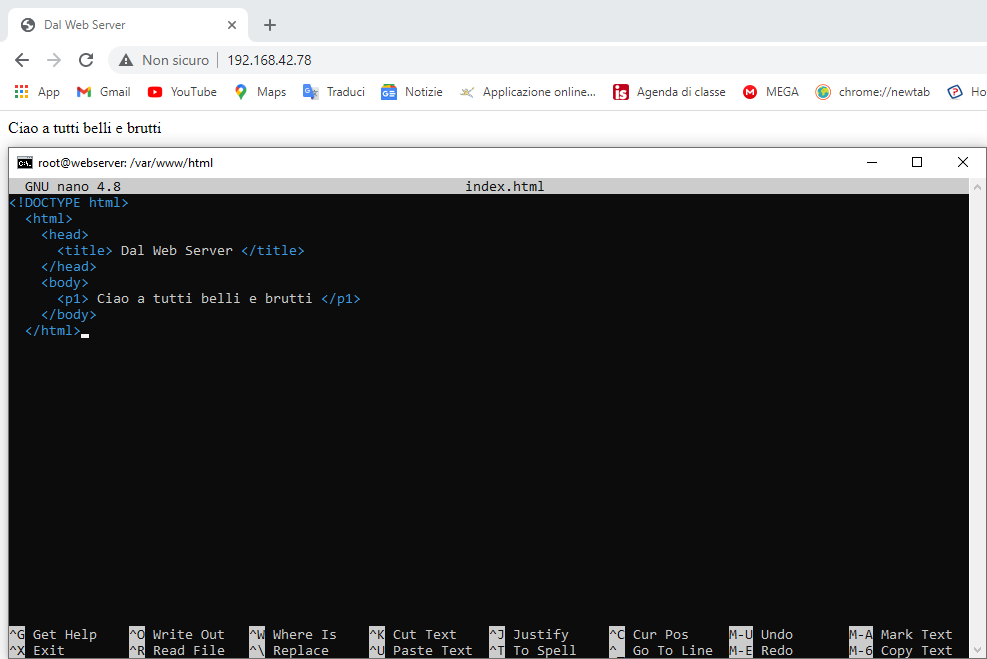 Dal Web Server
Non sicuro 192.168.42.78
App Gmail YouTube Maps Traduci Notizie Applicazione online... Agenda di classe MEGA chrome://newtab Ho
Ciao a tutti belli e brutti
root@webserver: /var/www/html
GNU nano 4.8 index.html
<!DOCTYPE html>
<html>
<head>
<title> Dal Web Server </title>
</head>
<body>
<p1> Ciao a tutti belli e brutti </p1>
</body>
</html>
^G Get Help ^O Write Out ^W Where Is ^K Cut Text ^J Justify ^C Cur Pos M-U Undo M-A Mark Text
^X Exit ^R Read File ^\ Replace ^U Paste Text ^T To Spell ^_ Go To Line M-E Redo M-6 Copy Text